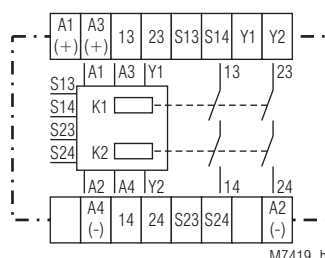 A1 (+) A3 (+) 13 23 S13 S14 Y1 Y2
A1 A3 Y1 13 23
S13
S14
S23
S24
K1
K2
A2 A4 Y2 14 24
A4 (-) 14 24 S23 S24 A2 (-)